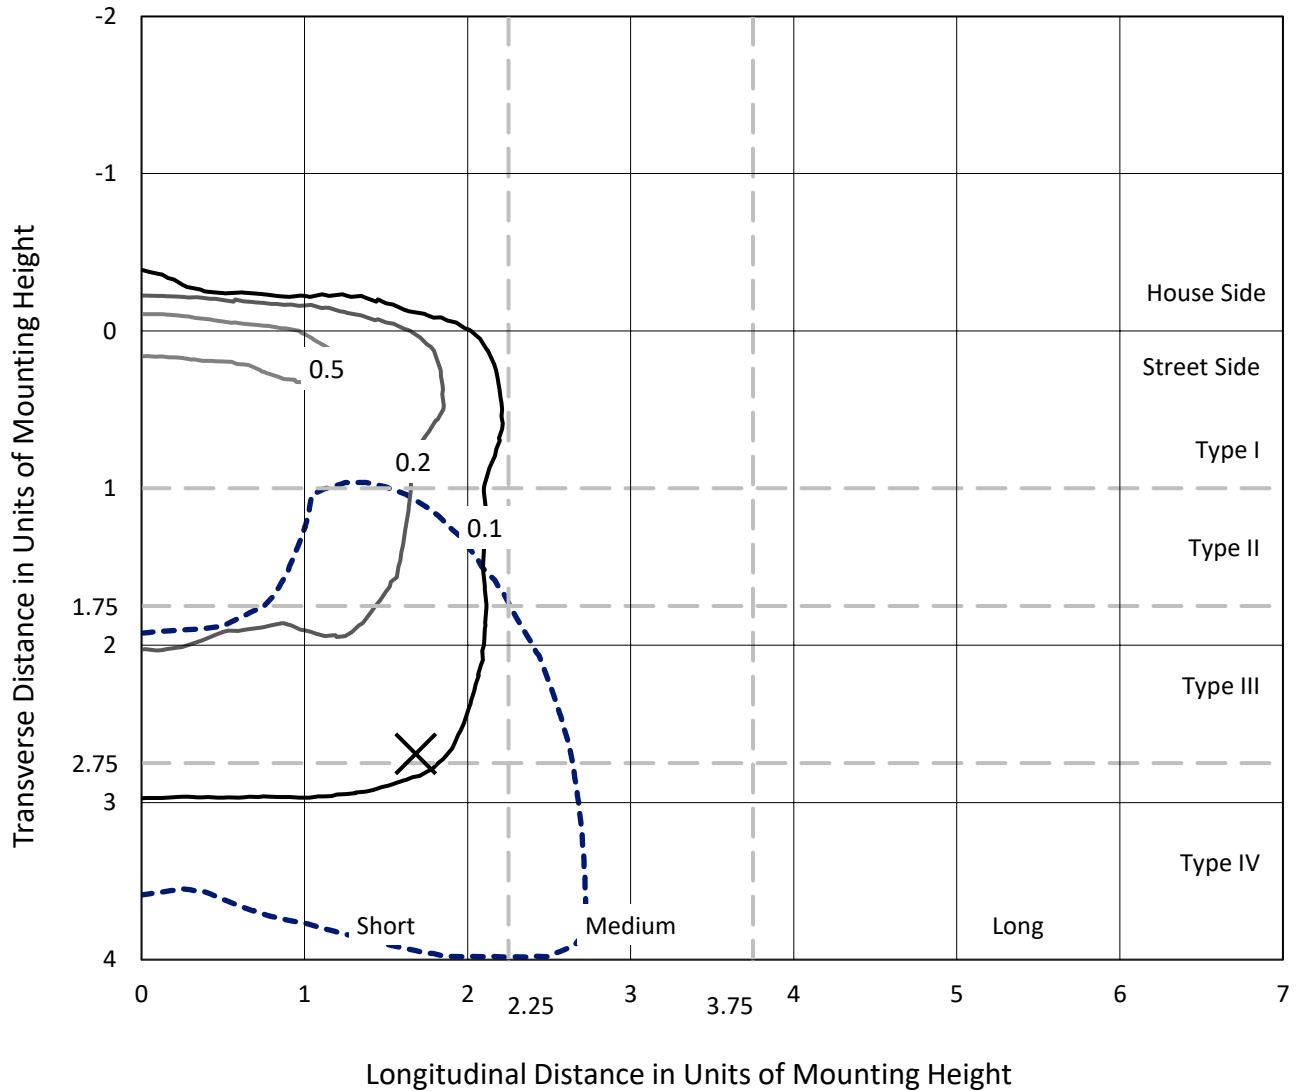 -2
-1
House Side
0
Street Side
0.5
Type I
0.2
1
0.1
Type II
1.75
2
Type III
2.75
3
Type IV
Short Medium Long
4
0 1 2 2.25 3 3.75 4 5 6 7
Transverse Distance in Units of Mounting Height
Longitudinal Distance in Units of Mounting Height